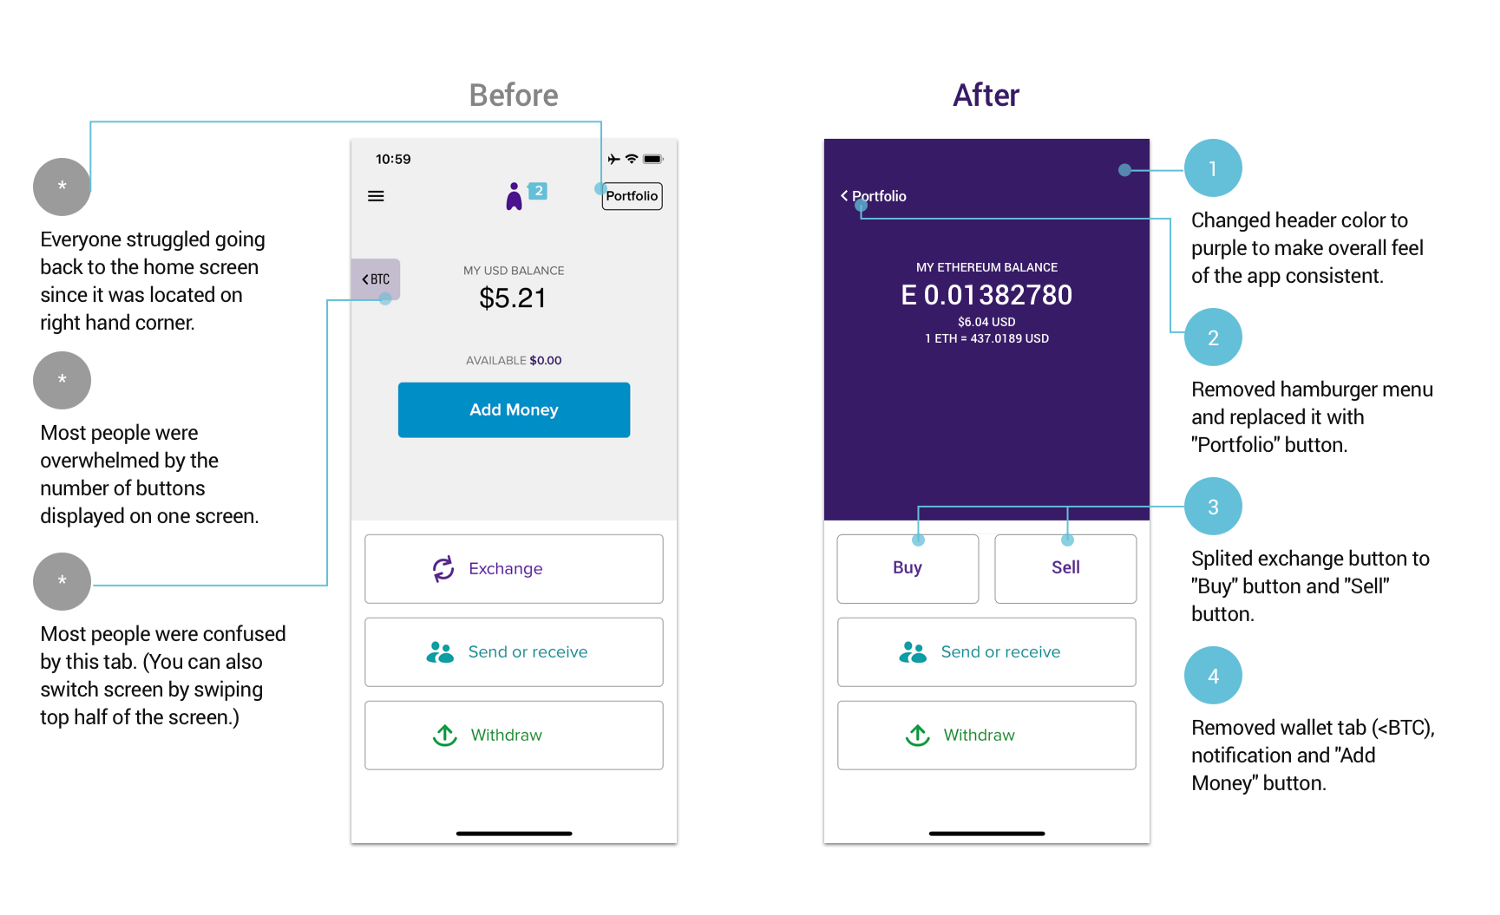 Before
After
*
Everyone struggled going
back to the home screen
since it was located on
right hand corner.
*
Most people were
overwhelmed by the
number of buttons
displayed on one screen.
*
Most people were confused
by this tab. (You can also
switch screen by swiping
top half of the screen.)
10:59
2
Portfolio
<BTC
MY USD BALANCE
$5.21
AVAILABLE $0.00
Add Money
Exchange
Send or receive
Withdraw
< Portfolio
MY ETHEREUM BALANCE
E 0.01382780
$6.04 USD
1 ETH = 437.0189 USD
Buy
Sell
Send or receive
Withdraw
1
Changed header color to
purple to make overall feel
of the app consistent.
2
Removed hamburger menu
and replaced it with
"Portfolio" button.
3
Splited exchange button to
"Buy" button and "Sell"
button.
4
Removed wallet tab (<BTC),
notification and "Add
Money" button.